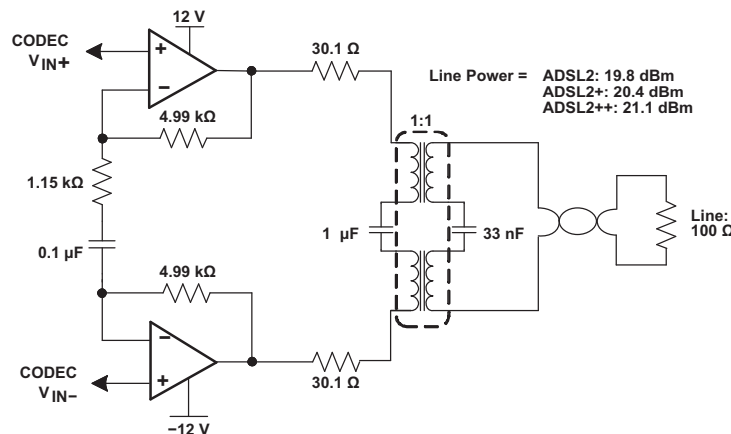 12 V
CODEC
VIN+
+
−
30.1 Ω
4.99 kΩ
Line Power = ADSL2: 19.8 dBm
ADSL2+: 20.4 dBm
ADSL2++: 21.1 dBm
1:1
1.15 kΩ
0.1 µF
1 µF
33 nF
Line:
100 Ω
4.99 kΩ
−
+
CODEC
VIN−
30.1 Ω
−12 V